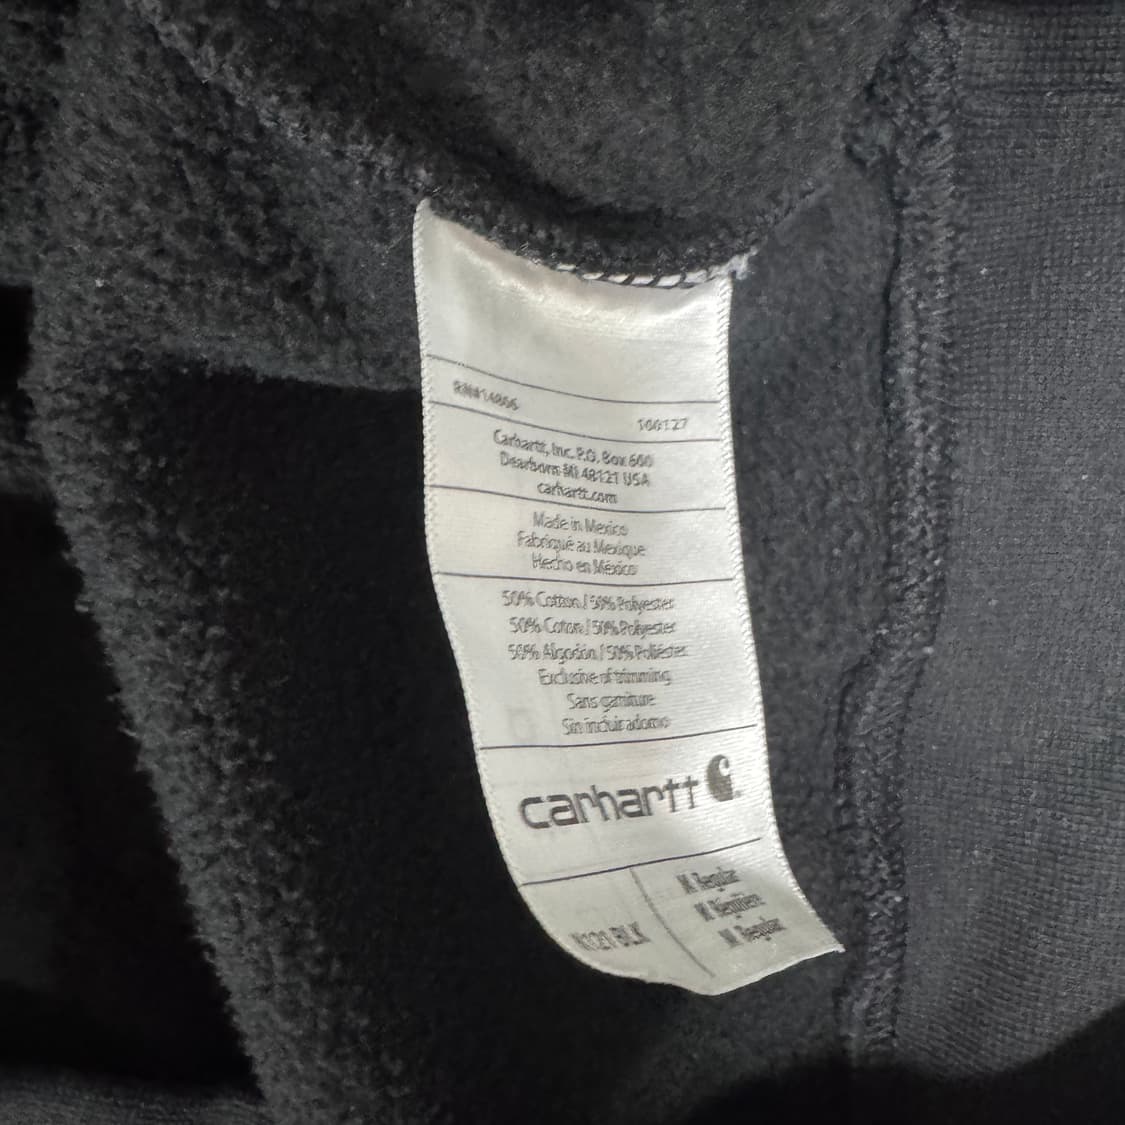 RN#14806
100127
Carhartt, Inc. P.O. Box 600
Dearborn MI 48121 USA
carhartt.com
Made in Mexico
Fabriqué au Mexique
Hecho en México
50% Cotton / 50% Polyester
50% Coton / 50% Polyester
50% Algodón / 50% Poliéster
Exclusive of trimming
Sans garniture
Sin incluir adorno
carhartt
K121 BLK
M Regular
M Régulière
M Regular